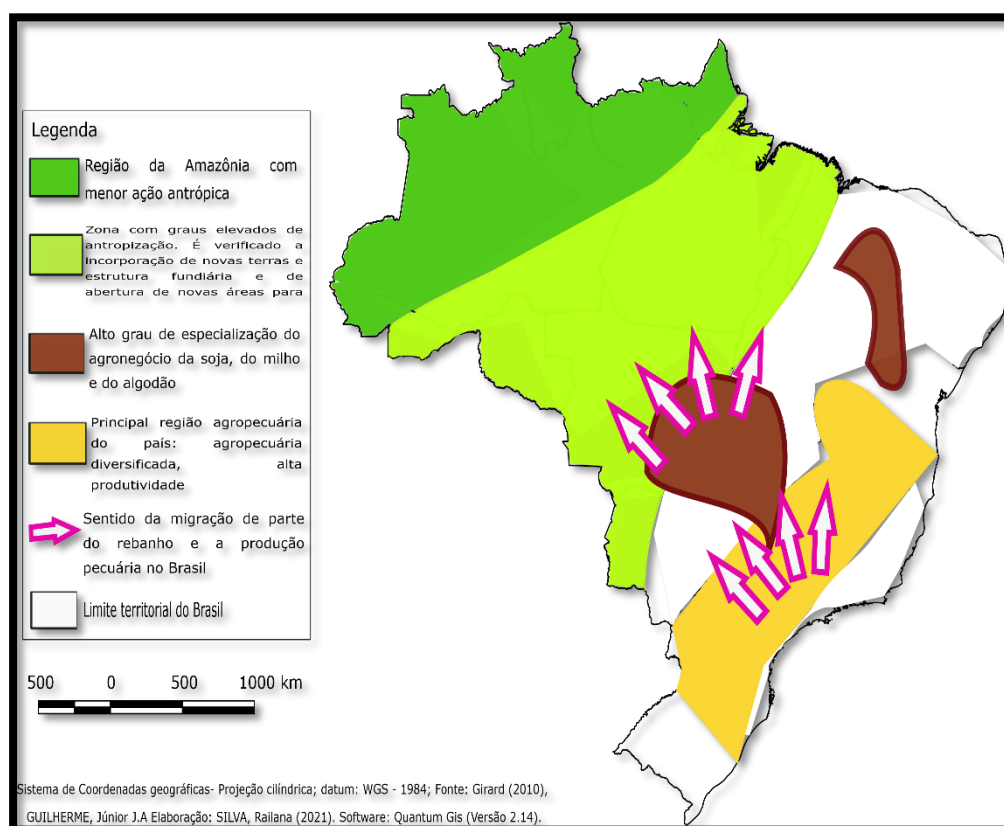 Legenda
Região da Amazônia com
menor ação antrópica
Zona com graus elevados de
antropização. É verificado a
incorporação de novas terras e
estrutura fundiária e de
abertura de novas áreas para
Alto grau de especialização do
agronegócio da soja, do milho
e do algodão
Principal região agropecuária
do país: agropecuária
diversificada, alta
produtividade
Sentido da migração de parte
do rebanho e a produção
pecuária no Brasil
Limite territorial do Brasil
500 0 500 1000 km
Sistema de Coordenadas geográficas- Projeção cilíndrica; datum: WGS - 1984; Fonte: Girard (2010),
GUILHERME, Júnior J.A Elaboração: SILVA, Railana (2021). Software: Quantum Gis (Versão 2.14).